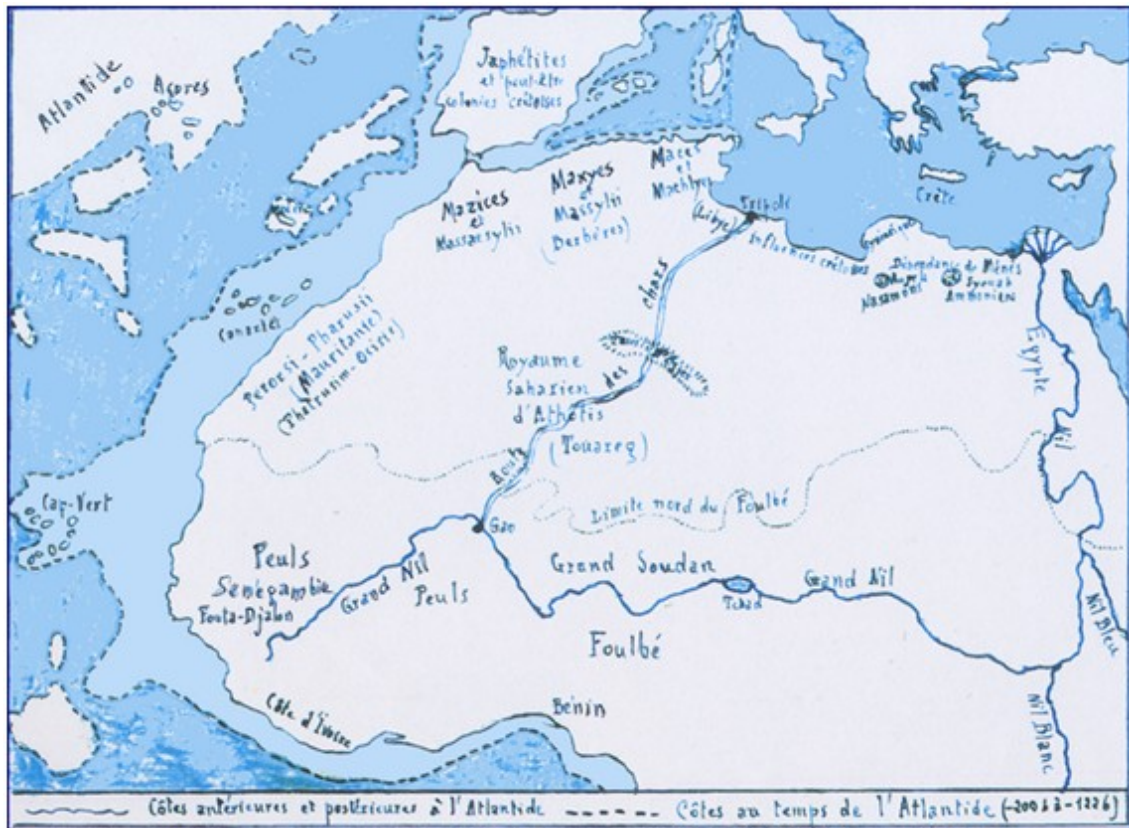 Atlantide
Açores
Japhétites
et peut-être
colonies crétoises
Mazices
et
Massaesylii
Maxyes
et
Massylii
(Berbères)
Maces
et
Machlyes
(Libye)
Tripoli
Crète
Influences crétoises
Dépendance de Ménès
Nasamons
Ammonien
Canaries
Perorsi-Pharusii
(Mauritanie)
Royaume
Saharien
d'Athétis
(Touareg)
Route des chars
Egypte
Nil
Limite nord du Foulbé
Cap-Vert
Gao
Peuls
Sénégambie
Fouta-Djalon
Grand Nil
Peuls
Grand Soudan
Tchad
Grand Nil
Foulbé
Nil Bleu
Nil Blanc
Côte d'Ivoire
Bénin
Côtes antérieures et postérieures à l'Atlantide
Côtes au temps de l'Atlantide